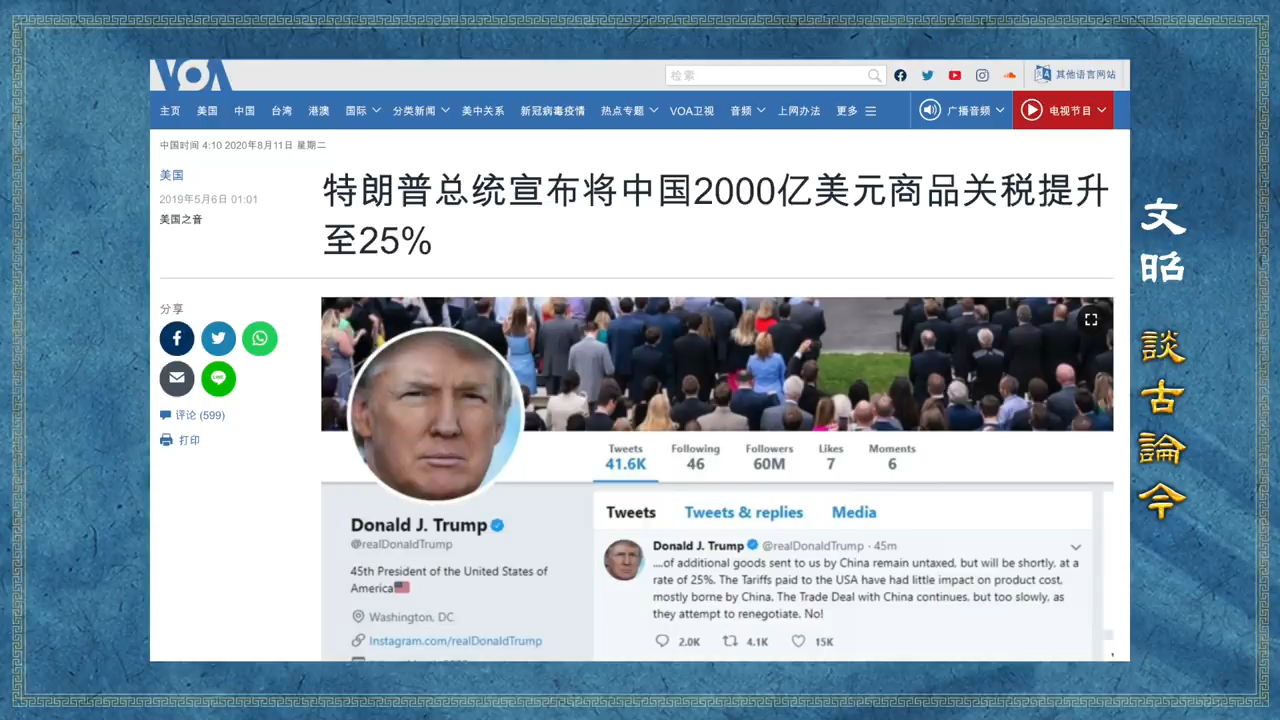 VOA
检索
其他语言网站
主页 美国 中国 台湾 港澳 国际 分类新闻 美中关系 新冠病毒疫情 热点专题 VOA卫视 音频 上网办法 更多 广播音频 电视节目
中国时间 4:10 2020年8月11日 星期二
美国
2019年5月6日 01:01
美国之音
特朗普总统宣布将中国2000亿美元商品关税提升
至25%
分享
LINE
评论 (599)
打印
Tweets Following Followers Likes Moments
41.6K 46 60M 7 6
Donald J. Trump
@realDonaldTrump
45th President of the United States of
America
Washington, DC
Instagram.com/realDonaldTrump
Tweets Tweets & replies Media
Donald J. Trump @realDonaldTrump · 45m
....of additional goods sent to us by China remain untaxed, but will be shortly, at a
rate of 25%. The Tariffs paid to the USA have had little impact on product cost,
mostly borne by China. The Trade Deal with China continues, but too slowly, as
they attempt to renegotiate. No!
2.0K 4.1K 15K
文昭
談古論今